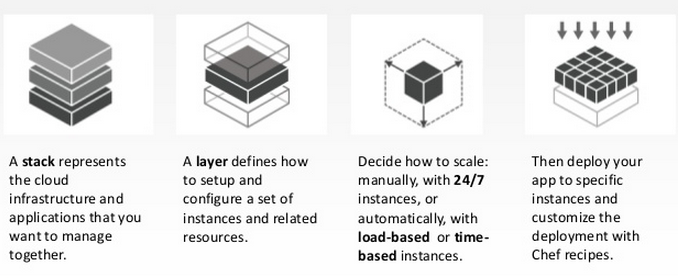 A stack represents
the cloud
infrastructure and
applications that you
want to manage
together.
A layer defines how
to setup and
configure a set of
instances and related
resources.
Decide how to scale:
manually, with 24/7
instances, or
automatically, with
load-based or time-
based instances.
Then deploy your
app to specific
instances and
customize the
deployment with
Chef recipes.